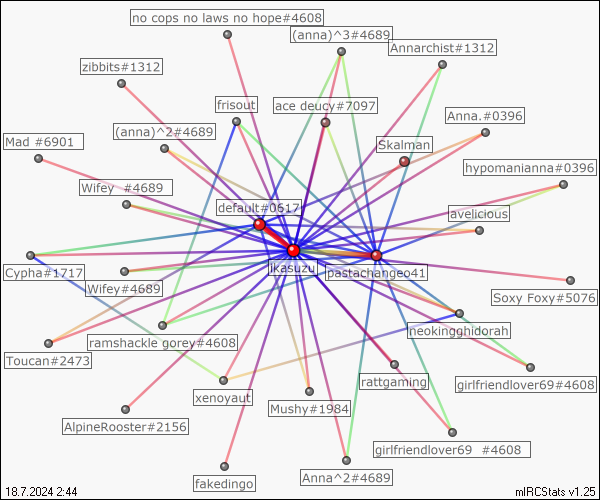 no cops no laws no hope#4608
(anna)^3#4689
Annarchist#1312
zibbits#1312
frisout
ace deucy#7097
(anna)^2#4689
Anna.#0396
Mad #6901
Skalman
hypomanianna#0396
Wifey #4689
default#0617
avelicious
Cypha#1717
Wifey#4689
ikasuzu
pastachangeo41
Soxy Foxy#5076
ramshackle gorey#4608
neokingghidorah
Toucan#2473
xenoyaut
Mushy#1984
rattgaming
girlfriendlover69#4608
AlpineRooster#2156
girlfriendlover69 #4608
fakedingo
Anna^2#4689
18.7.2024 2:44
mIRCStats v1.25